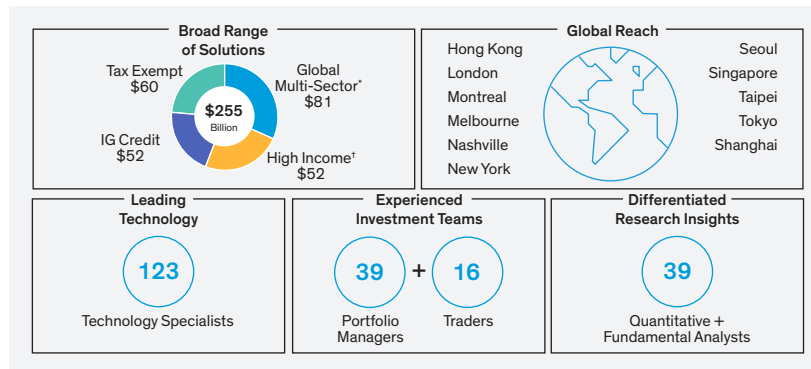 Broad Range
of Solutions
Tax Exempt
$60
Global
Multi-Sector*
$81
$255
Billion
IG Credit
$52
High Income†
$52
Global Reach
Hong Kong
London
Montreal
Melbourne
Nashville
New York
Seoul
Singapore
Taipei
Tokyo
Shanghai
Leading
Technology
123
Technology Specialists
Experienced
Investment Teams
39 + 16
Portfolio
Managers
Traders
Differentiated
Research Insights
39
Quantitative +
Fundamental Analysts